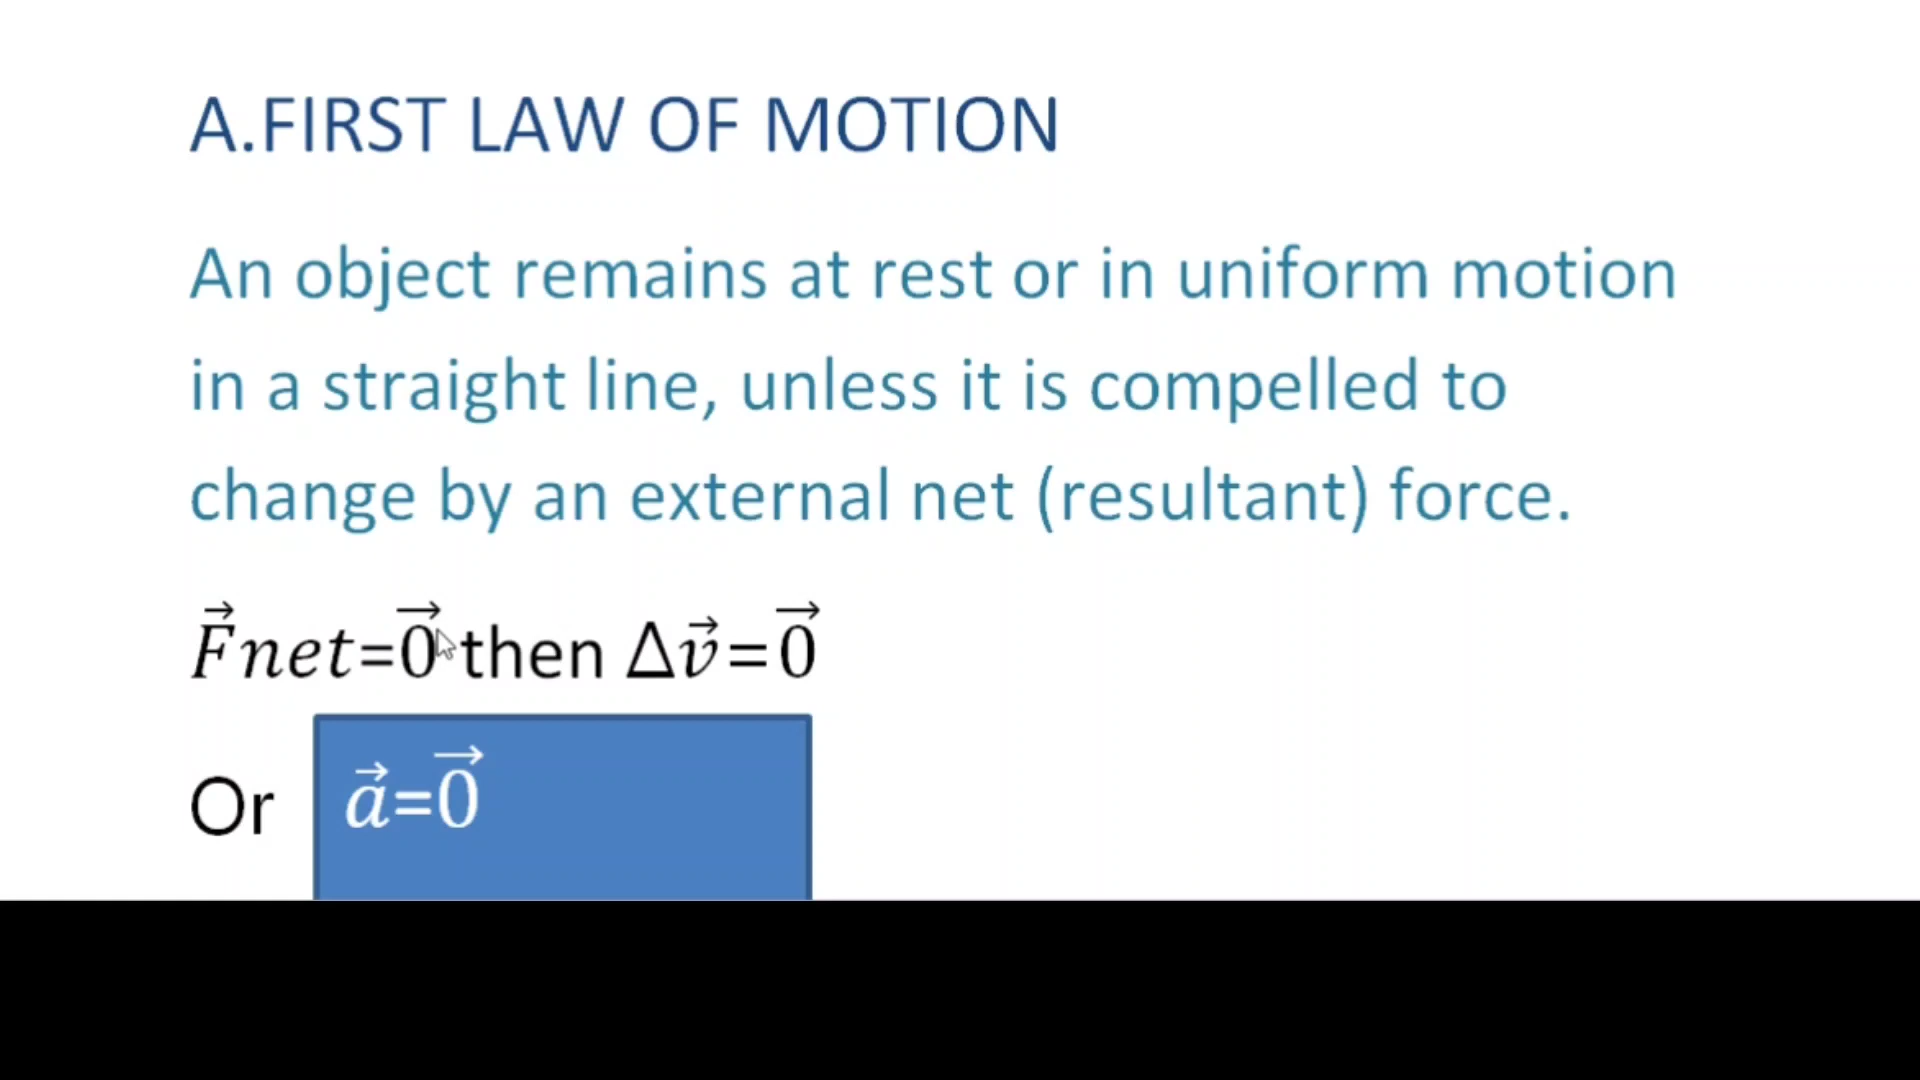 A.FIRST LAW OF MOTION
An object remains at rest or in uniform motion
in a straight line, unless it is compelled to
change by an external net (resultant) force.
F⃗net=0⃗ then Δv⃗=0⃗
Or a⃗=0⃗